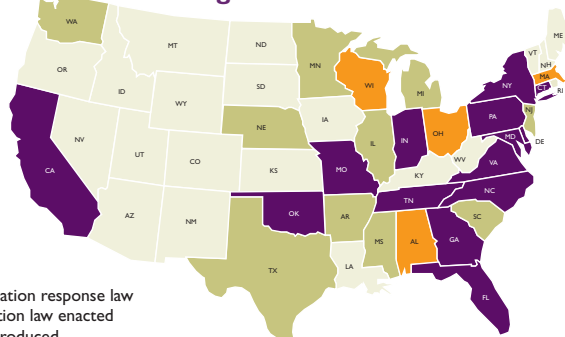 WA
MT
ND
ME
OR
ID
SD
MN
WI
MI
VT
NH
NY
MA
CT
RI
WY
NE
IA
PA
NJ
NV
UT
CO
IL
IN
OH
MD
DE
CA
KS
MO
WV
VA
KY
NC
TN
AZ
NM
OK
AR
SC
MS
AL
GA
TX
LA
FL
ation response law
tion law enacted